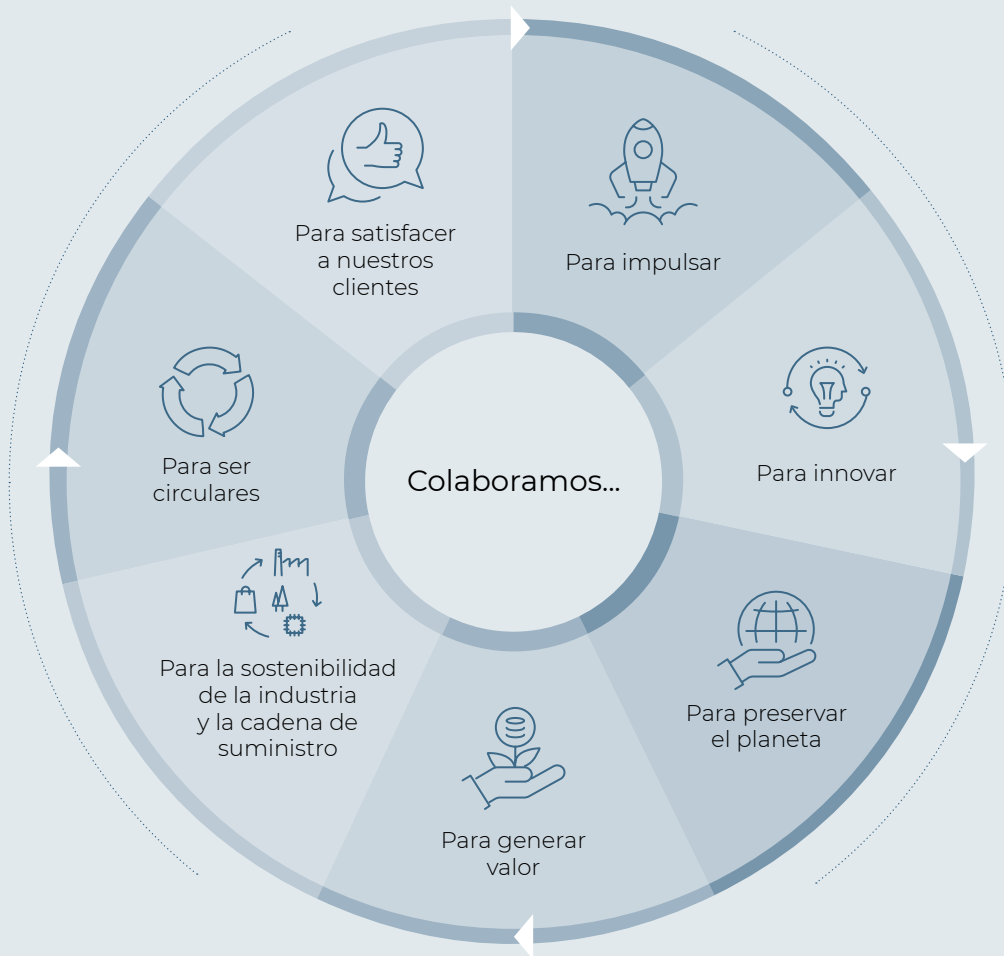 Colaboramos...
Para impulsar
Para innovar
Para preservar
el planeta
Para generar
valor
Para la sostenibilidad
de la industria
y la cadena de
suministro
Para ser
circulares
Para satisfacer
a nuestros
clientes